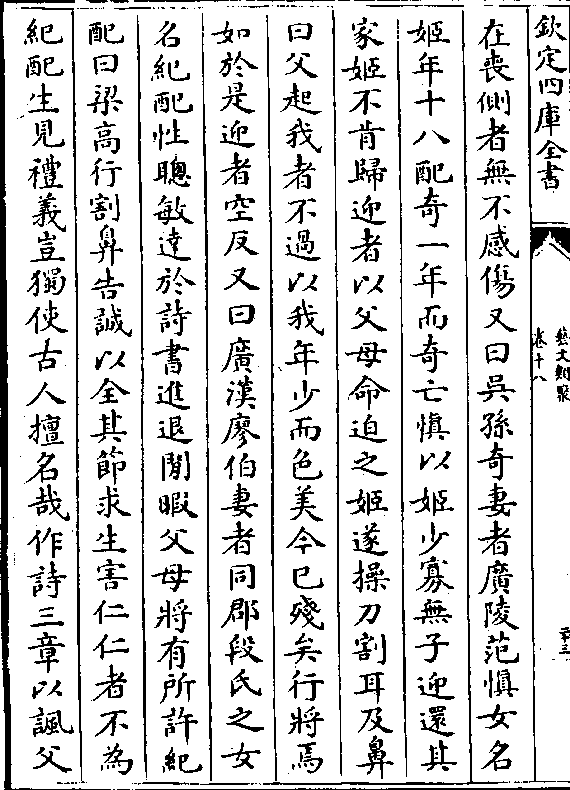 欽定四庫全書
藝文類聚
卷十八
在喪側者無不感傷又曰吳孫奇妻者廣陵范愼女名
姬年十八配奇一年而奇亡愼以姬少寡無子迎還其
家姬不肯歸迎者以父母命迫之姬遂操刀割耳及鼻
曰父起我者不過以我年少而色美今已殘矣行將焉
如於是迎者空反又曰廣漢廖伯妻者同郡段氏之女
名紀配性聰敏達於詩書進退閒暇父母將有所許紀
配曰梁高行割鼻告誠以全其節求生害仁仁者不為
紀配生見禮義豈獨使古人擅名哉作詩三章以諷父